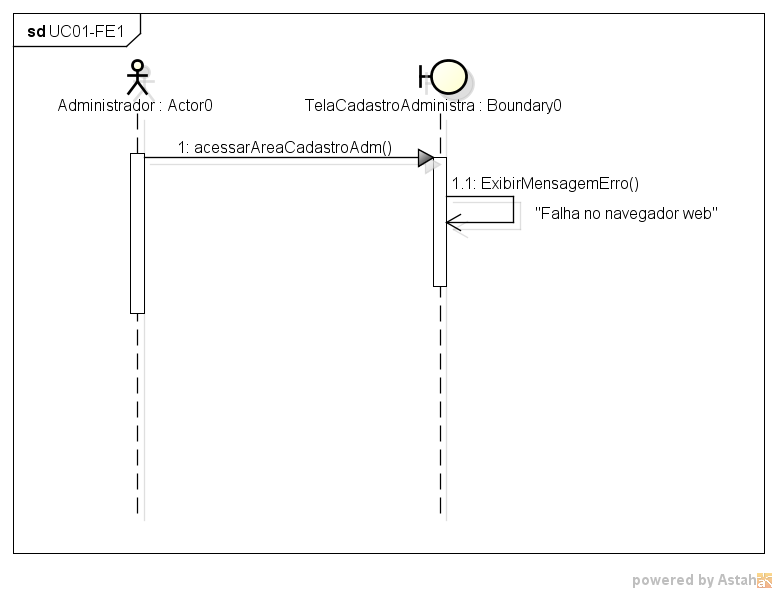 sd UC01-FE1
Administrador : Actor0
TelaCadastroAdministra : Boundary0
1: acessarAreaCadastroAdm()
1.1: ExibirMensagemErro()
"Falha no navegador web"
powered by Astah